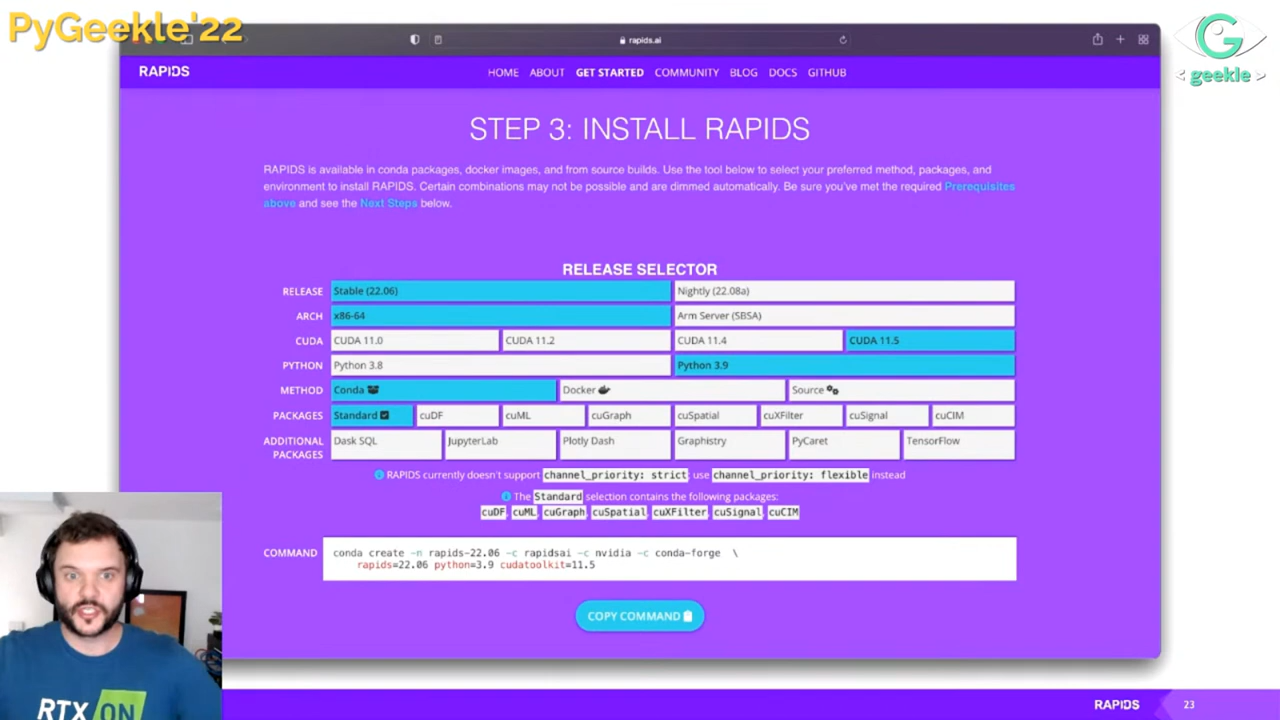 PyGeekle'22
rapids.ai
geekle
RAPIDS
HOME ABOUT GET STARTED COMMUNITY BLOG DOCS GITHUB
STEP 3: INSTALL RAPIDS
RAPIDS is available in conda packages, docker images, and from source builds. Use the tool below to select your preferred method, packages, and
environment to install RAPIDS. Certain combinations may not be possible and are dimmed automatically. Be sure you've met the required Prerequisites
above and see the Next Steps below.
RELEASE SELECTOR
RELEASE Stable (22.06) Nightly (22.08a)
ARCH x86-64 Arm Server (SBSA)
CUDA CUDA 11.0 CUDA 11.2 CUDA 11.4 CUDA 11.5
PYTHON Python 3.8 Python 3.9
METHOD Conda Docker Source
PACKAGES Standard cuDF cuML cuGraph cuSpatial cuXFilter cuSignal cuCIM
ADDITIONAL PACKAGES Dask SQL JupyterLab Plotly Dash Graphistry PyCaret TensorFlow
RAPIDS currently doesn't support channel_priority: strict; use channel_priority: flexible instead
The Standard selection contains the following packages:
cuDF, cuML, cuGraph, cuSpatial, cuXFilter, cuSignal, cuCIM
COMMAND conda create -n rapids-22.06 -c rapidsai -c nvidia -c conda-forge \
rapids=22.06 python=3.9 cudatoolkit=11.5
COPY COMMAND
RTX ON
RAPIDS 23